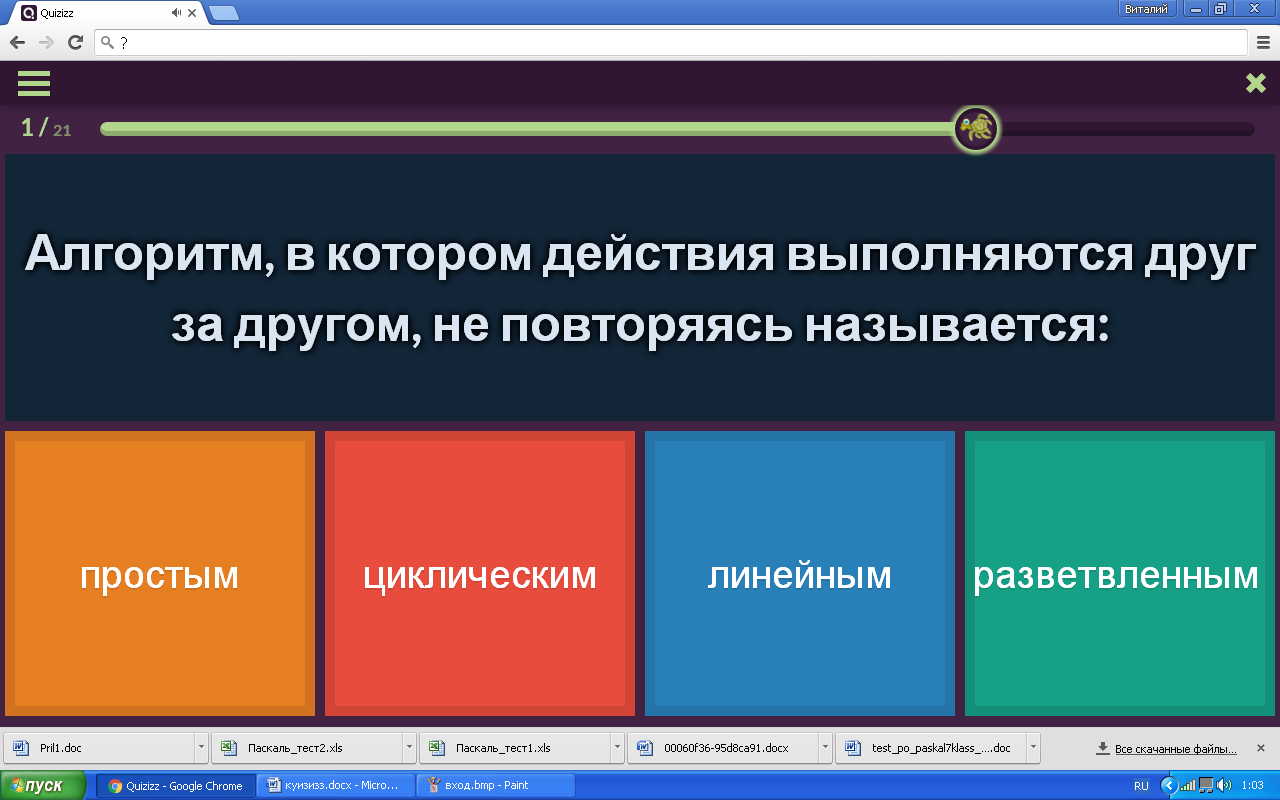 Quizizz
Виталий
?
1 / 21
Алгоритм, в котором действия выполняются друг
за другом, не повторяясь называется:
простым
циклическим
линейным
разветвленным
Pril1.doc
Паскаль_тест2.xls
Паскаль_тест1.xls
00060f36-95d8ca91.docx
test_po_paskal7klass_....doc
Все скачанные файлы...
пуск
Quizizz - Google Chrome
куизизз.docx - Micro...
вход.bmp - Paint
RU
1:03